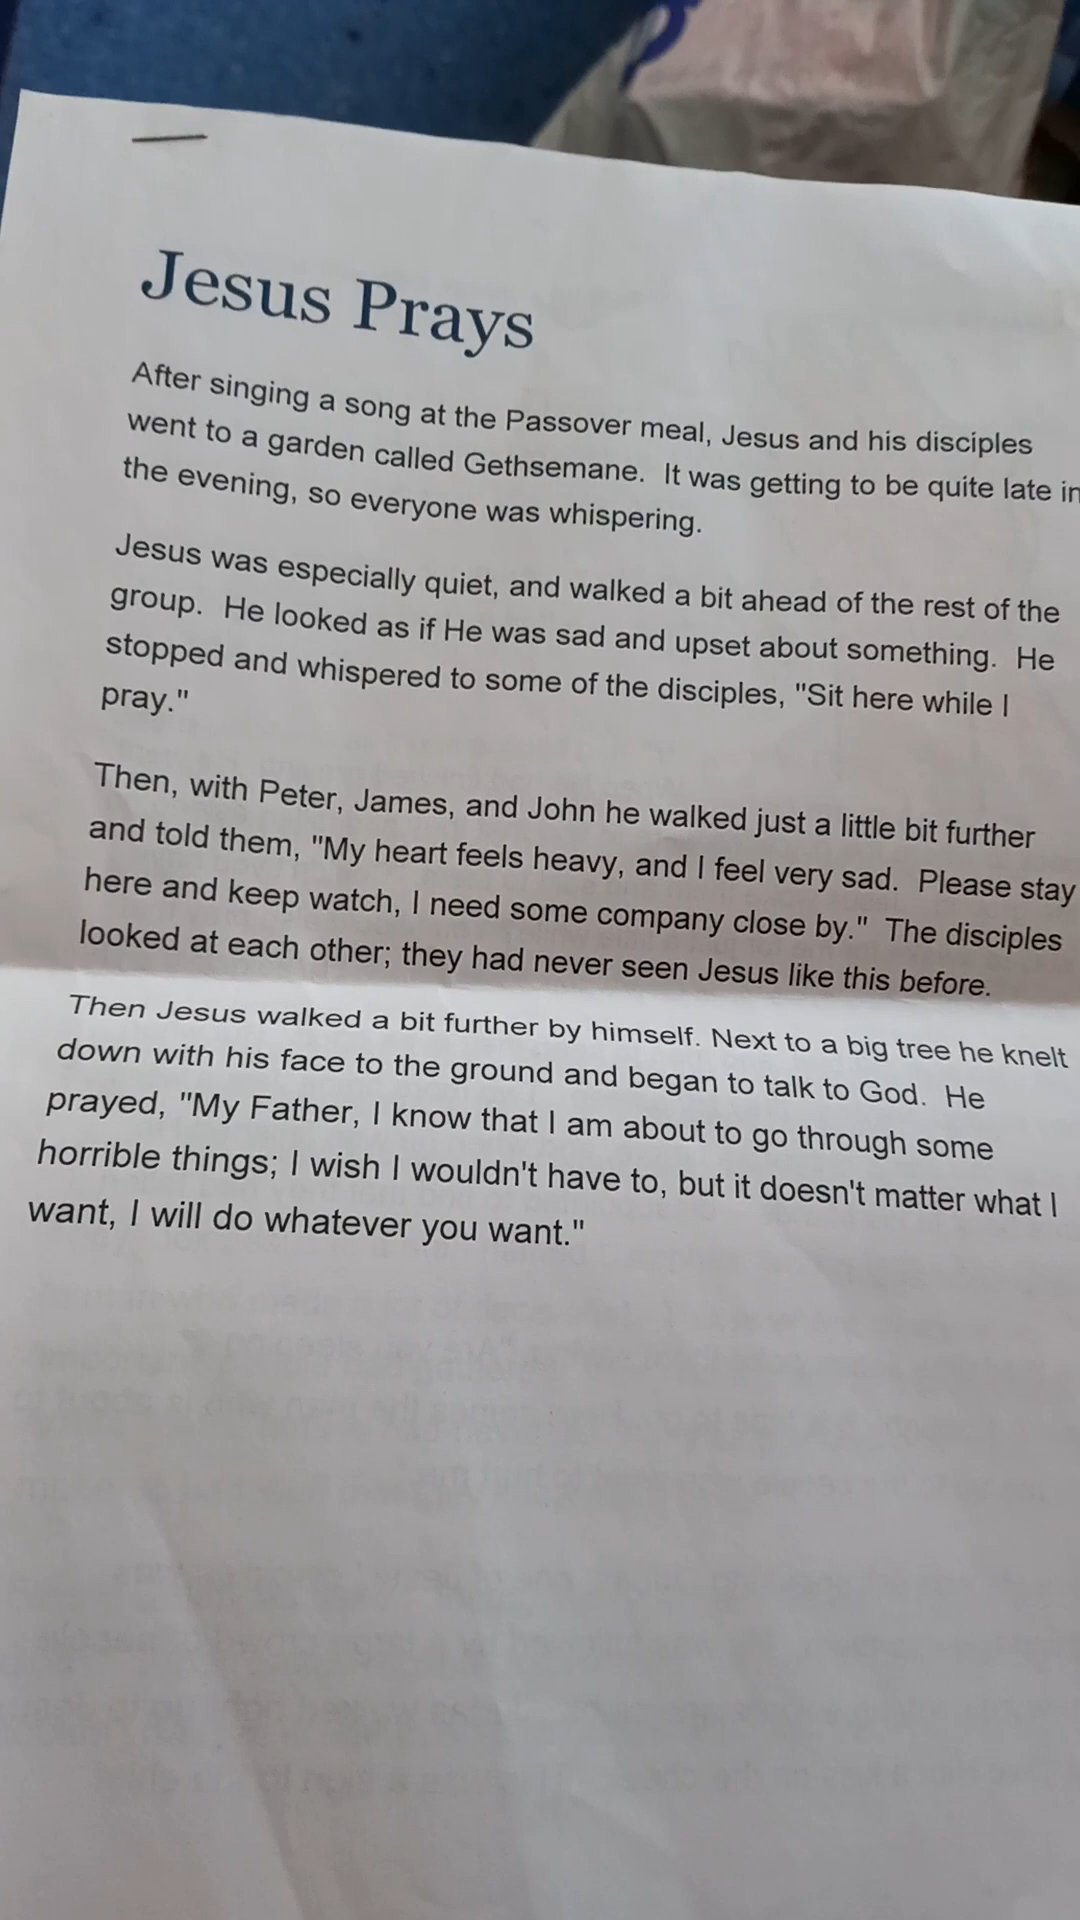 Jesus Prays
After singing a song at the Passover meal, Jesus and his disciples
went to a garden called Gethsemane. It was getting to be quite late in
the evening, so everyone was whispering.
Jesus was especially quiet, and walked a bit ahead of the rest of the
group. He looked as if He was sad and upset about something. He
stopped and whispered to some of the disciples, "Sit here while I
pray."
Then, with Peter, James, and John he walked just a little bit further
and told them, "My heart feels heavy, and I feel very sad. Please stay
here and keep watch, I need some company close by." The disciples
looked at each other; they had never seen Jesus like this before.
Then Jesus walked a bit further by himself. Next to a big tree he knelt
down with his face to the ground and began to talk to God. He
prayed, "My Father, I know that I am about to go through some
horrible things; I wish I wouldn't have to, but it doesn't matter what I
want, I will do whatever you want."